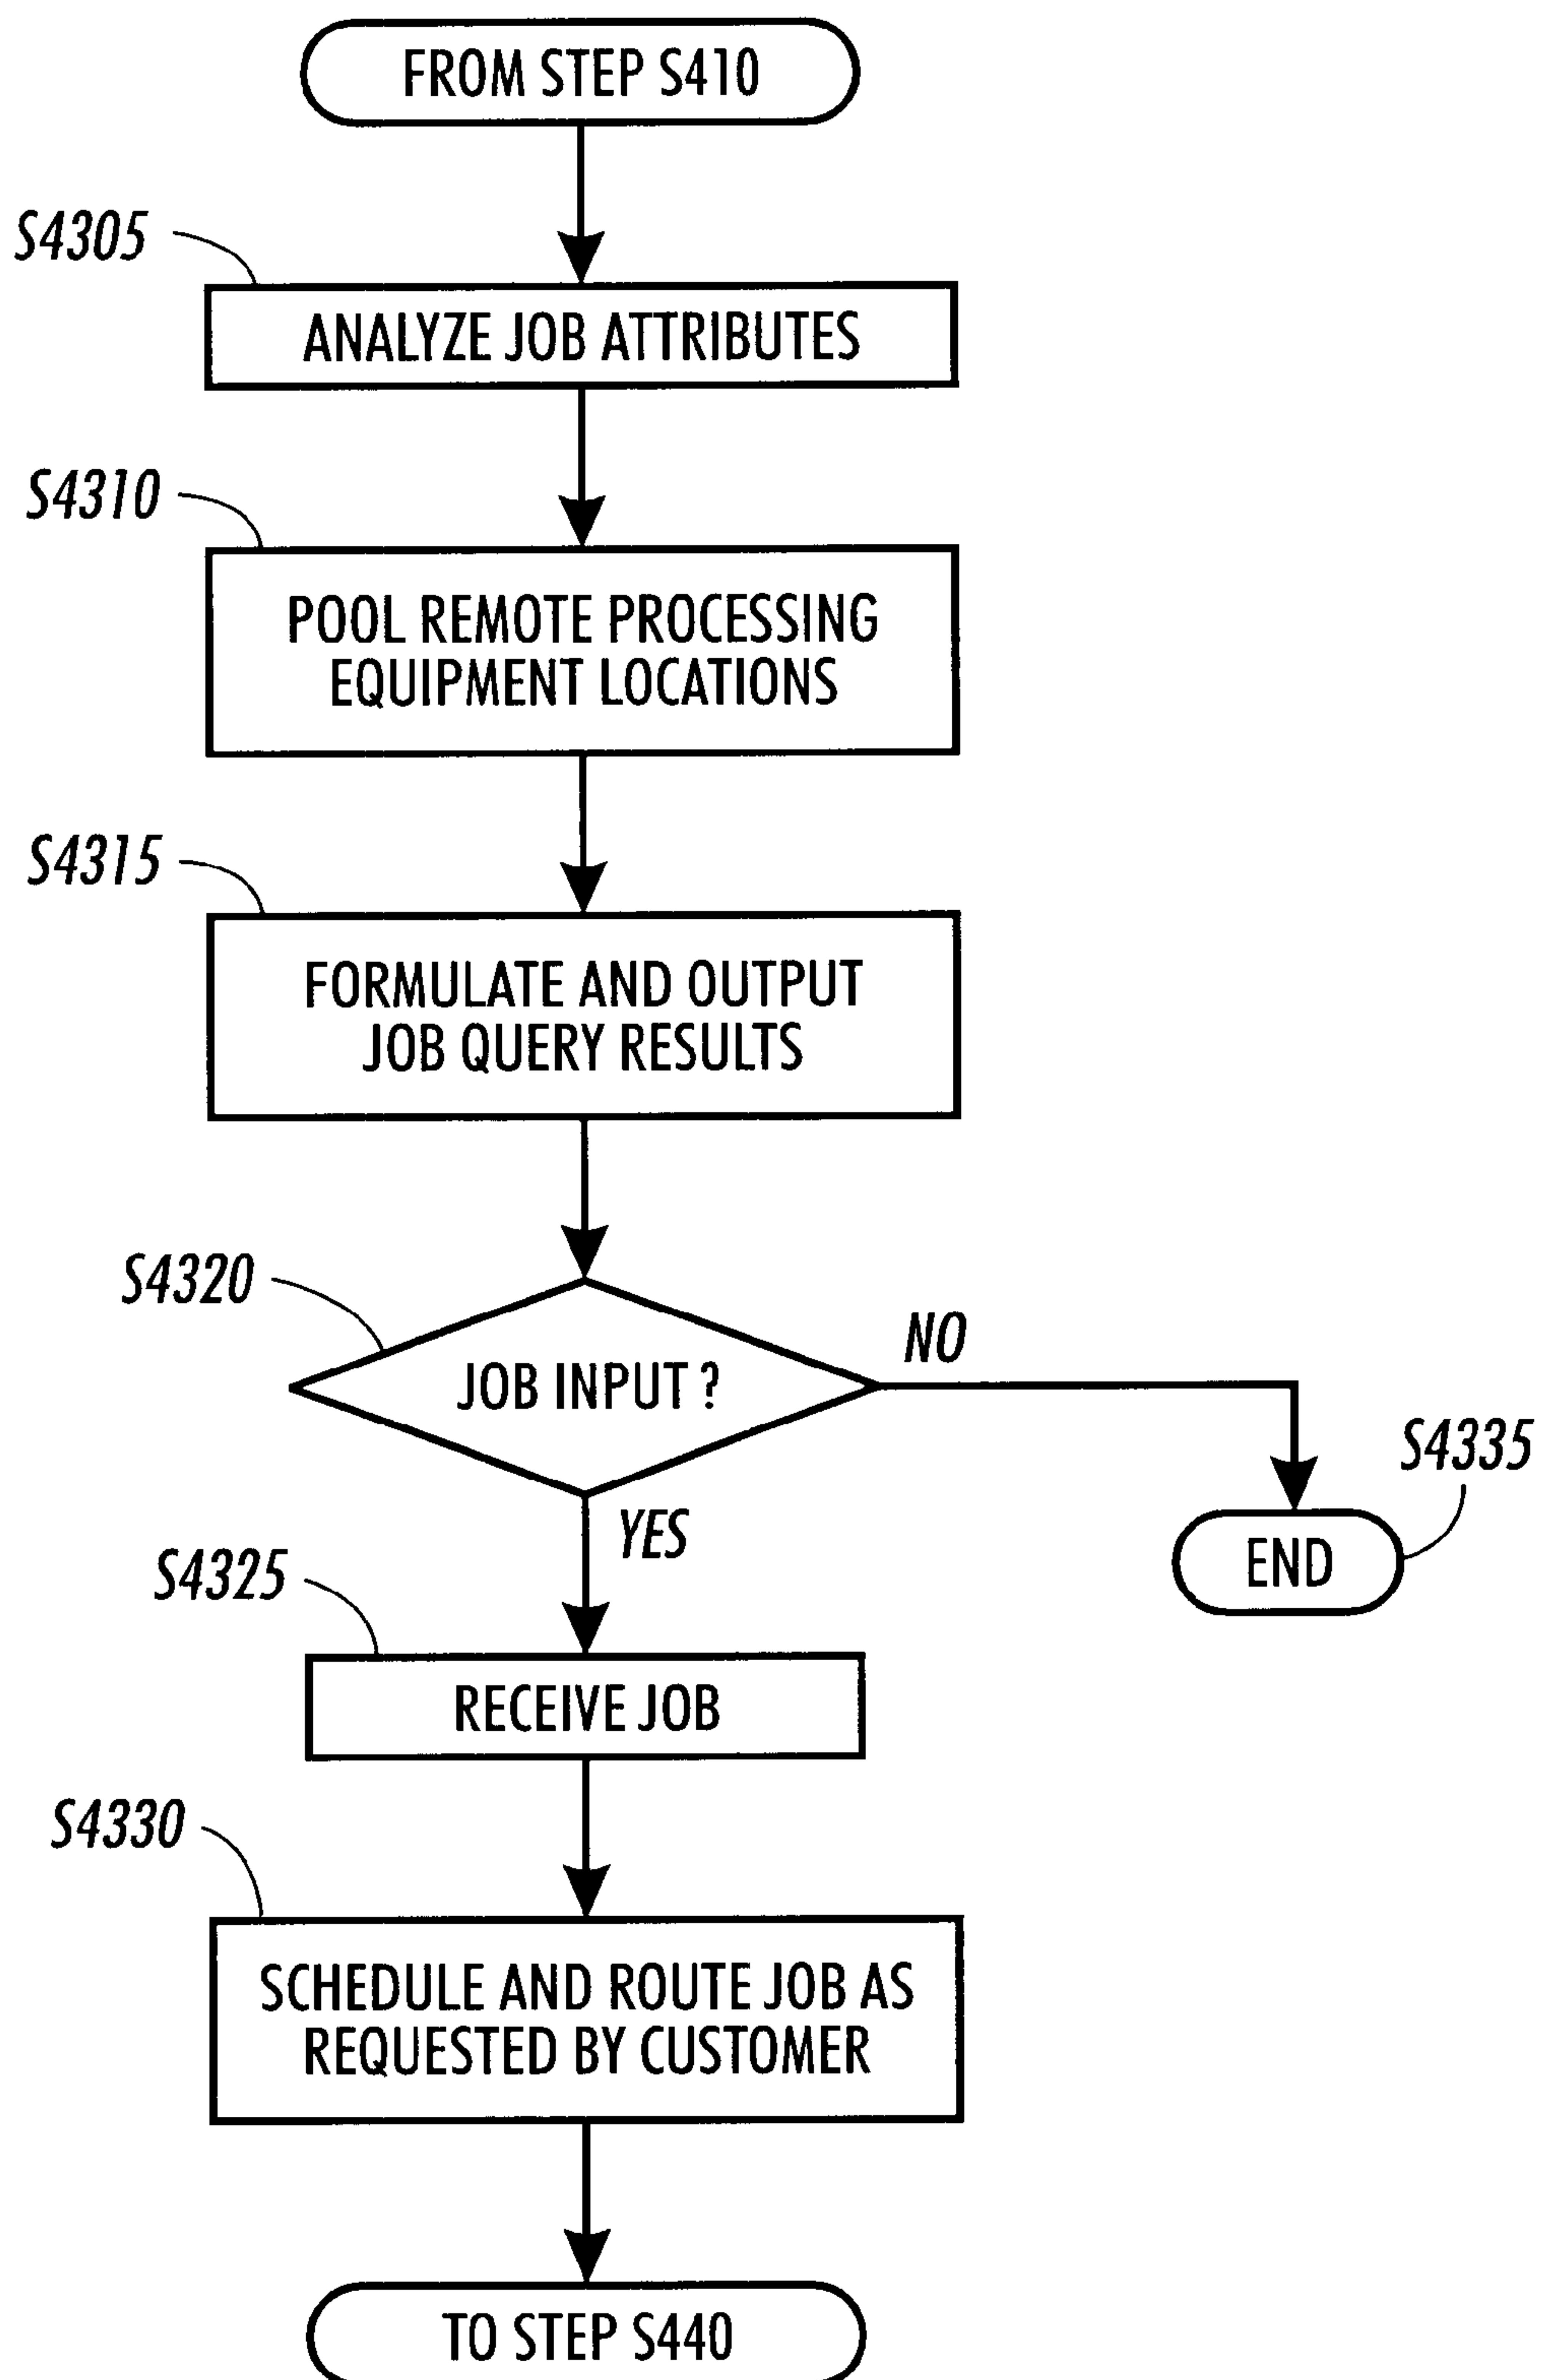 FROM STEP S410
S4305
ANALYZE JOB ATTRIBUTES
S4310
POOL REMOTE PROCESSING
EQUIPMENT LOCATIONS
S4315
FORMULATE AND OUTPUT
JOB QUERY RESULTS
S4320
JOB INPUT ?
NO
S4335
END
YES
S4325
RECEIVE JOB
S4330
SCHEDULE AND ROUTE JOB AS
REQUESTED BY CUSTOMER
TO STEP S440